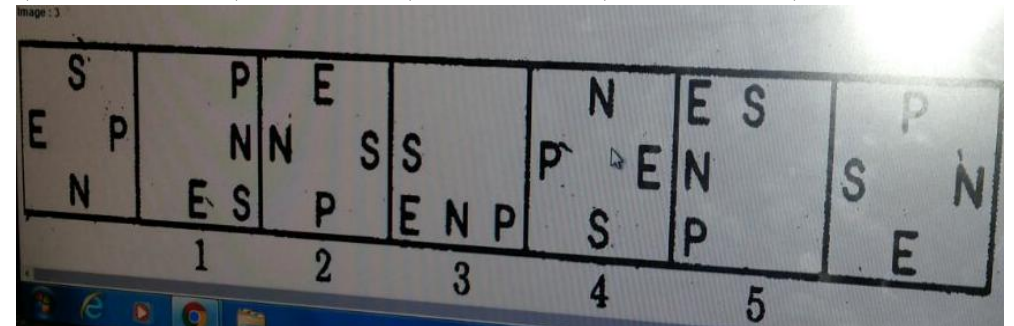 Image : 3
S P E N E S P
E P N N S S P E N S N
N E S P E N P S P E
1 2 3 4 5